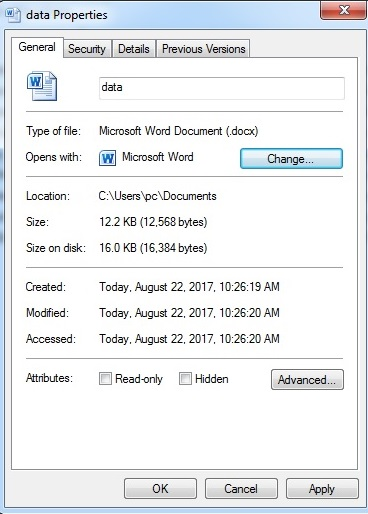 data Properties
General Security Details Previous Versions
data
Type of file: Microsoft Word Document (.docx)
Opens with: Microsoft Word Change...
Location: C:\Users\pc\Documents
Size: 12.2 KB (12,568 bytes)
Size on disk: 16.0 KB (16,384 bytes)
Created: Today, August 22, 2017, 10:26:19 AM
Modified: Today, August 22, 2017, 10:26:20 AM
Accessed: Today, August 22, 2017, 10:26:20 AM
Attributes: Read-only Hidden Advanced...
OK Cancel Apply